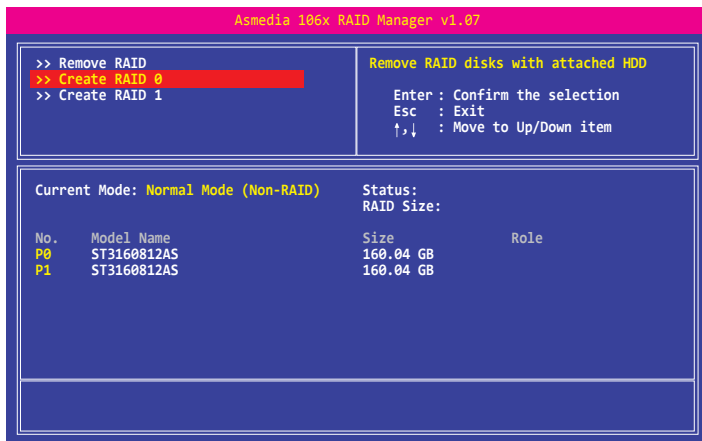 Asmedia 106x RAID Manager v1.07
>> Remove RAID
>> Create RAID 0
>> Create RAID 1
Remove RAID disks with attached HDD
Enter : Confirm the selection
Esc : Exit
↑,↓ : Move to Up/Down item
Current Mode: Normal Mode (Non-RAID)
Status:
RAID Size:
No. Model Name Size Role
P0 ST3160812AS 160.04 GB
P1 ST3160812AS 160.04 GB